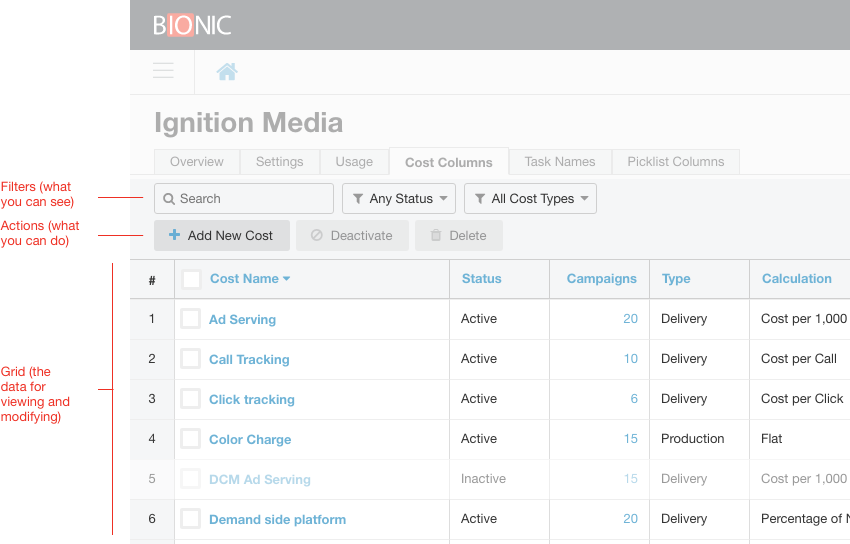 BIONIC
Ignition Media
Overview Settings Usage Cost Columns Task Names Picklist Columns
Filters (what
you can see)
Search Any Status All Cost Types
Actions (what
you can do)
Add New Cost Deactivate Delete
# Cost Name Status Campaigns Type Calculation
1 Ad Serving Active 20 Delivery Cost per 1,000
2 Call Tracking Active 10 Delivery Cost per Call
3 Click tracking Active 6 Delivery Cost per Click
Grid (the
data for
viewing and
modifying)
4 Color Charge Active 15 Production Flat
5 DCM Ad Serving Inactive 15 Delivery Cost per 1,000
6 Demand side platform Active 20 Delivery Percentage of N